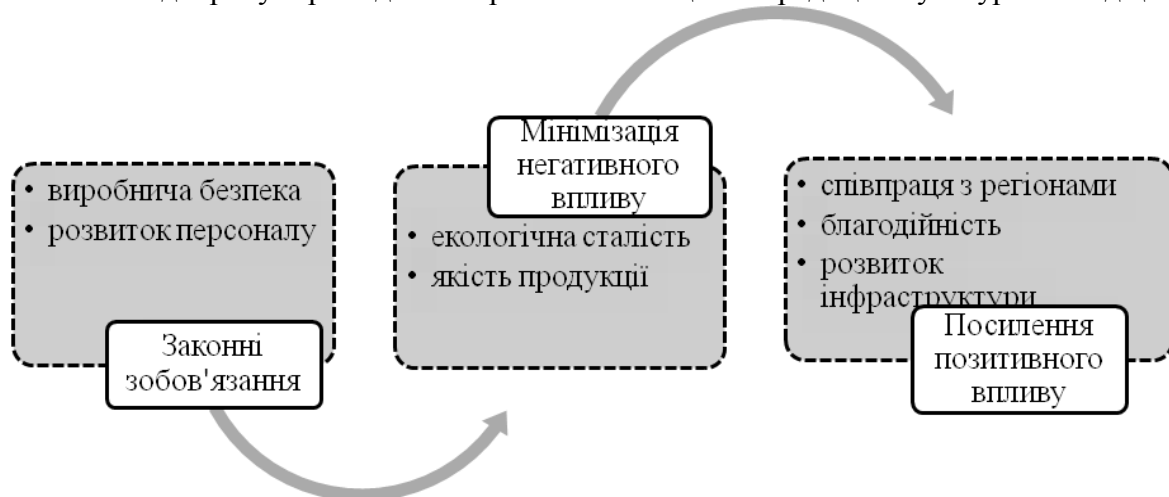 • виробнича безпека
• розвиток персоналу
Законні
зобов'язання
Мінімізація
негативного
впливу
• екологічна сталість
• якість продукції
• співпраця з регіонами
• благодійність
• розвиток
інфраструктури
Посилення
позитивного
впливу